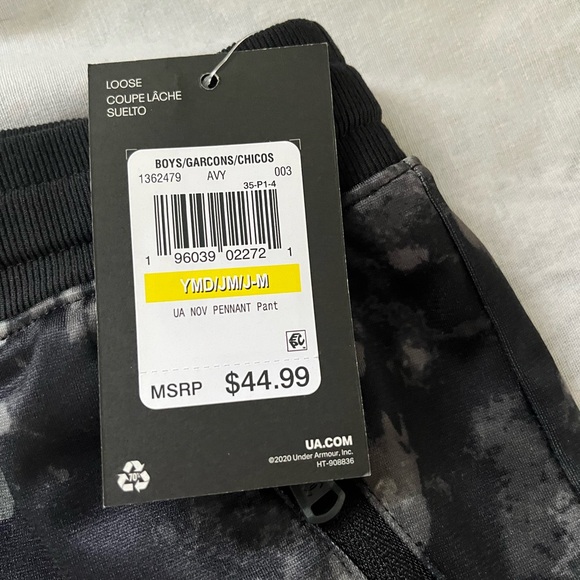 LOOSE
COUPE LÂCHE
SUELTO
BOYS/GARCONS/CHICOS
1362479 AVY 003
35-P1-4
1 96039 02272 1
YMD/JM/J-M
UA NOV PENNANT Pant
MSRP $44.99
UA.COM
©2020 Under Armour, Inc.
HT-908836
70%